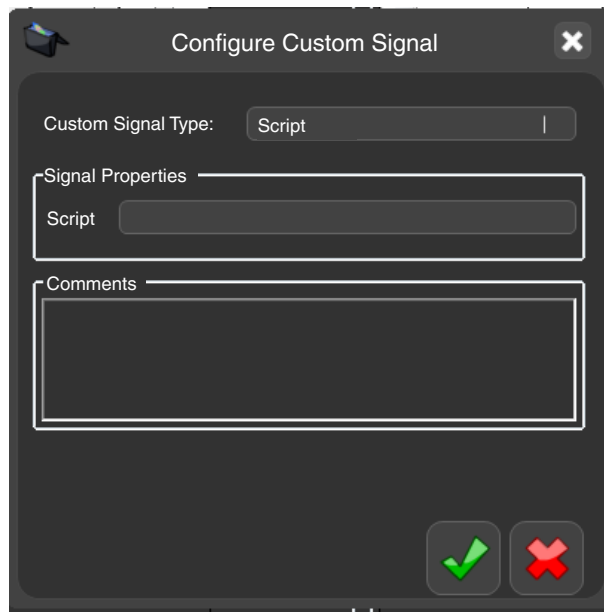 Configure Custom Signal
Custom Signal Type: Script
Signal Properties
Script
Comments